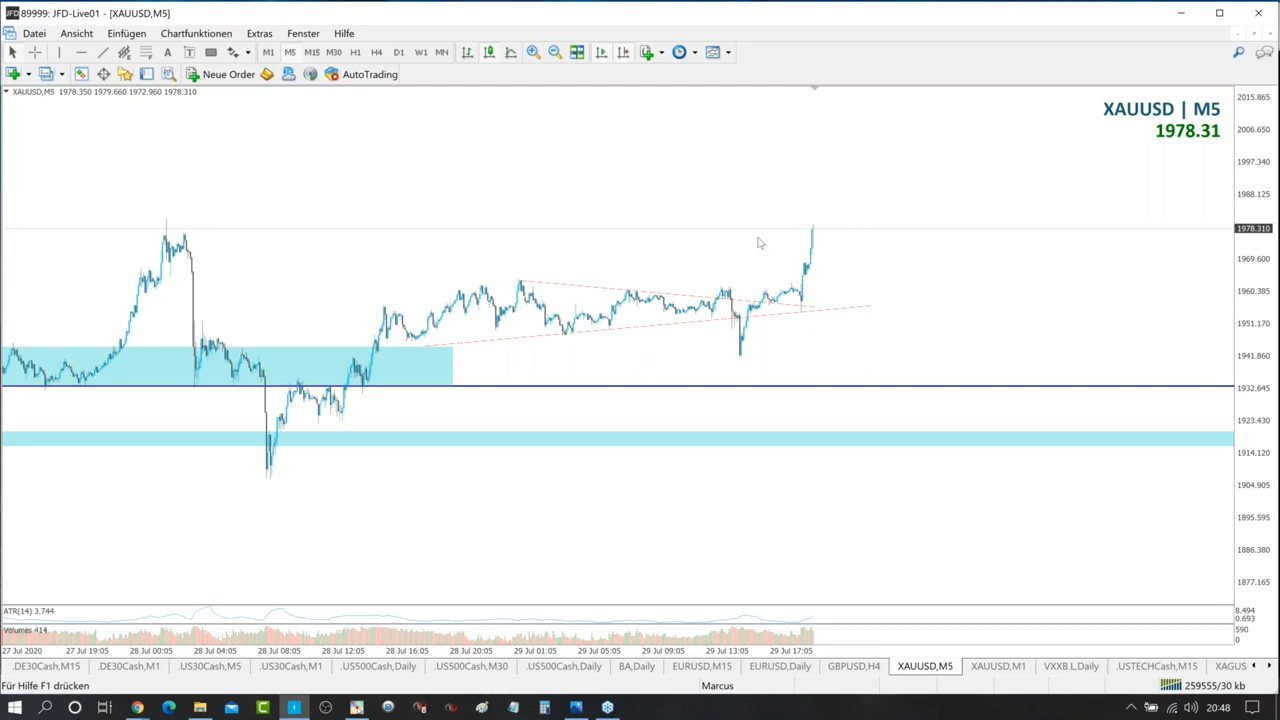 89999: JFD-Live01 - [XAUUSD,M5]
Datei Ansicht Einfügen Chartfunktionen Extras Fenster Hilfe
M1 M5 M15 M30 H1 H4 D1 W1 MN
Neue Order AutoTrading
XAUUSD,M5 1978.350 1979.660 1972.960 1978.310
XAUUSD | M5
1978.31
2015.865
2006.650
1997.340
1988.125
1978.310
1969.600
1960.385
1951.170
1941.860
1932.645
1923.430
1914.120
1904.905
1895.595
1886.380
1877.165
ATR(14) 3.744
8.494
0.693
Volumes 414
590
0
27 Jul 2020 27 Jul 19:05 28 Jul 00:05 28 Jul 04:05 28 Jul 08:05 28 Jul 12:05 28 Jul 16:05 28 Jul 20:05 29 Jul 01:05 29 Jul 05:05 29 Jul 09:05 29 Jul 13:05 29 Jul 17:05
.DE30Cash,M15 .DE30Cash,M1 .US30Cash,M5 .US30Cash,M1 .US500Cash,Daily .US500Cash,M30 .US500Cash,Daily BA,Daily EURUSD,M15 EURUSD,Daily GBPUSD,H4 XAUUSD,M5 XAUUSD,M1 VXXB.L,Daily .USTECHCash,M15 XAGUS
Für Hilfe F1 drücken Marcus 259555/30 kb
20:48